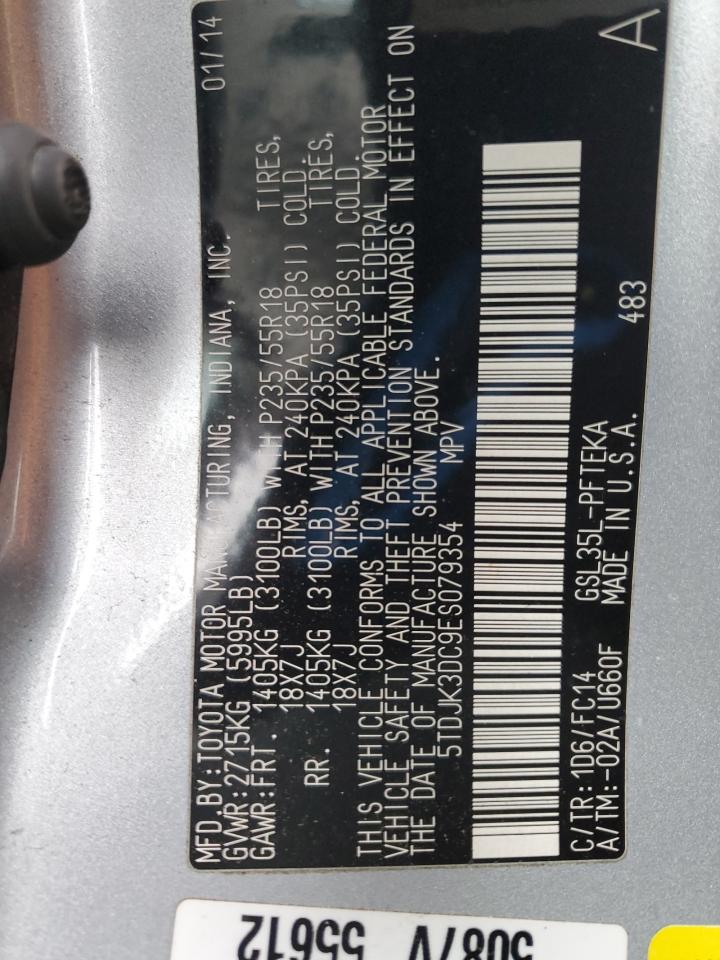 MFD.BY:TOYOTA MOTOR MANUFACTURING, INDIANA, INC. 01/14
GVWR:2715KG (5995LB)
GAWR:FRT. 1405KG (3100LB) WITH P235/55R18 TIRES,
18X7J RIMS, AT 240KPA (35PSI) COLD.
RR. 1405KG (3100LB) WITH P235/55R18 TIRES,
18X7J RIMS, AT 240KPA (35PSI) COLD.
THIS VEHICLE CONFORMS TO ALL APPLICABLE FEDERAL MOTOR
VEHICLE SAFETY AND THEFT PREVENTION STANDARDS IN EFFECT ON
THE DATE OF MANUFACTURE SHOWN ABOVE.
5TDJK3DC9ES079354 MPV
C/TR:1D6/FC14 GSL35L-PFTEKA 483 A
A/TM:-02A/U660F MADE IN U.S.A.
5087V
55612